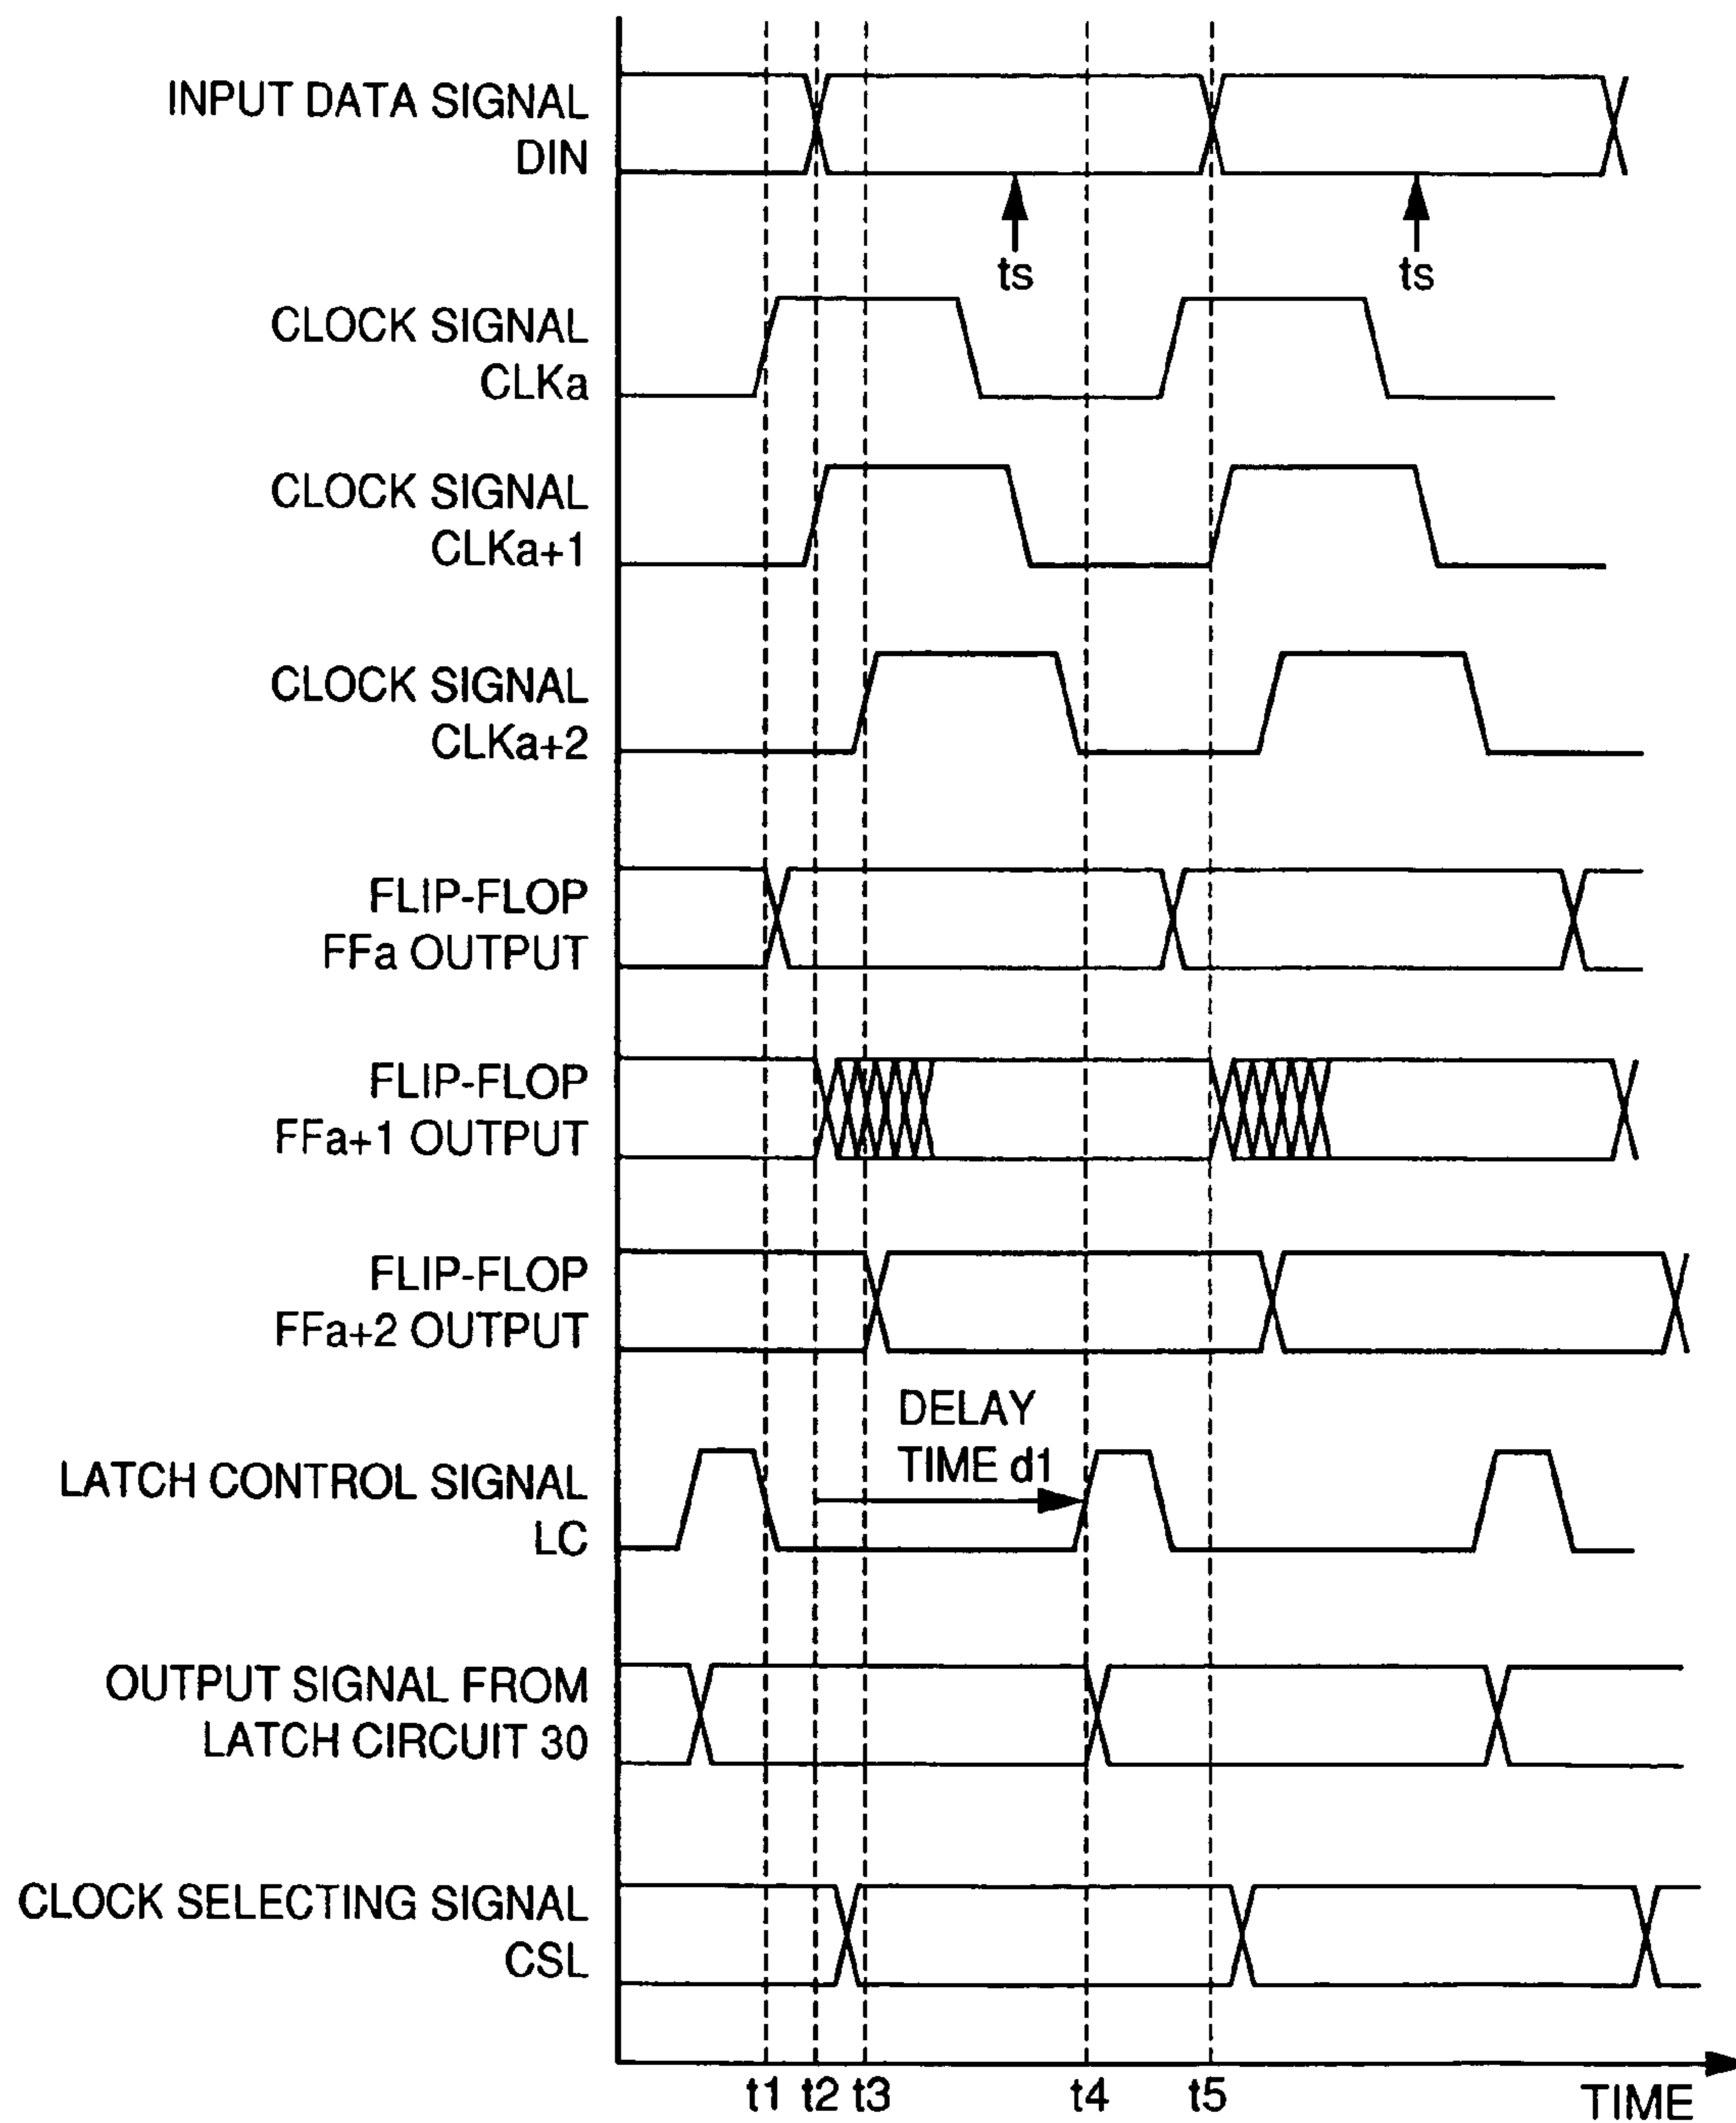 INPUT DATA SIGNAL
DIN
ts
ts
CLOCK SIGNAL
CLKa
CLOCK SIGNAL
CLKa+1
CLOCK SIGNAL
CLKa+2
FLIP-FLOP
FFa OUTPUT
FLIP-FLOP
FFa+1 OUTPUT
FLIP-FLOP
FFa+2 OUTPUT
DELAY
TIME d1
LATCH CONTROL SIGNAL
LC
OUTPUT SIGNAL FROM
LATCH CIRCUIT 30
CLOCK SELECTING SIGNAL
CSL
t1 t2 t3 t4 t5 TIME